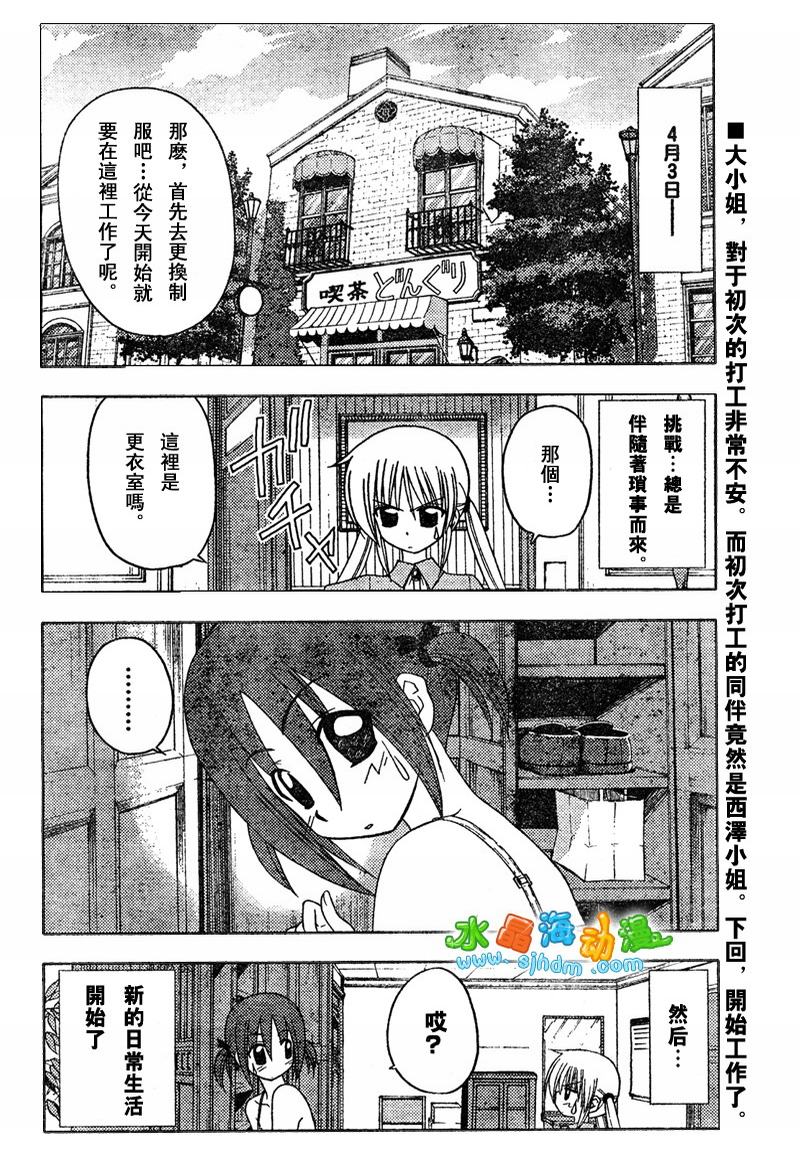 4月3日——
那麽，首先去更換制
服吧…從今天開始就
要在這裡工作了呢。
喫茶どんぐり
挑戰…總是
伴隨著瑣事而來。
那個…
ガヂャ
這裡是
更衣室嗎。
………
然后…
哎？
新的日常生活
開始了
■大小姐，對于初次的打工非常不安。而初次打工的同伴竟然是西澤小姐。下回，開始工作了。
水晶海动漫
www.sjhdm.com